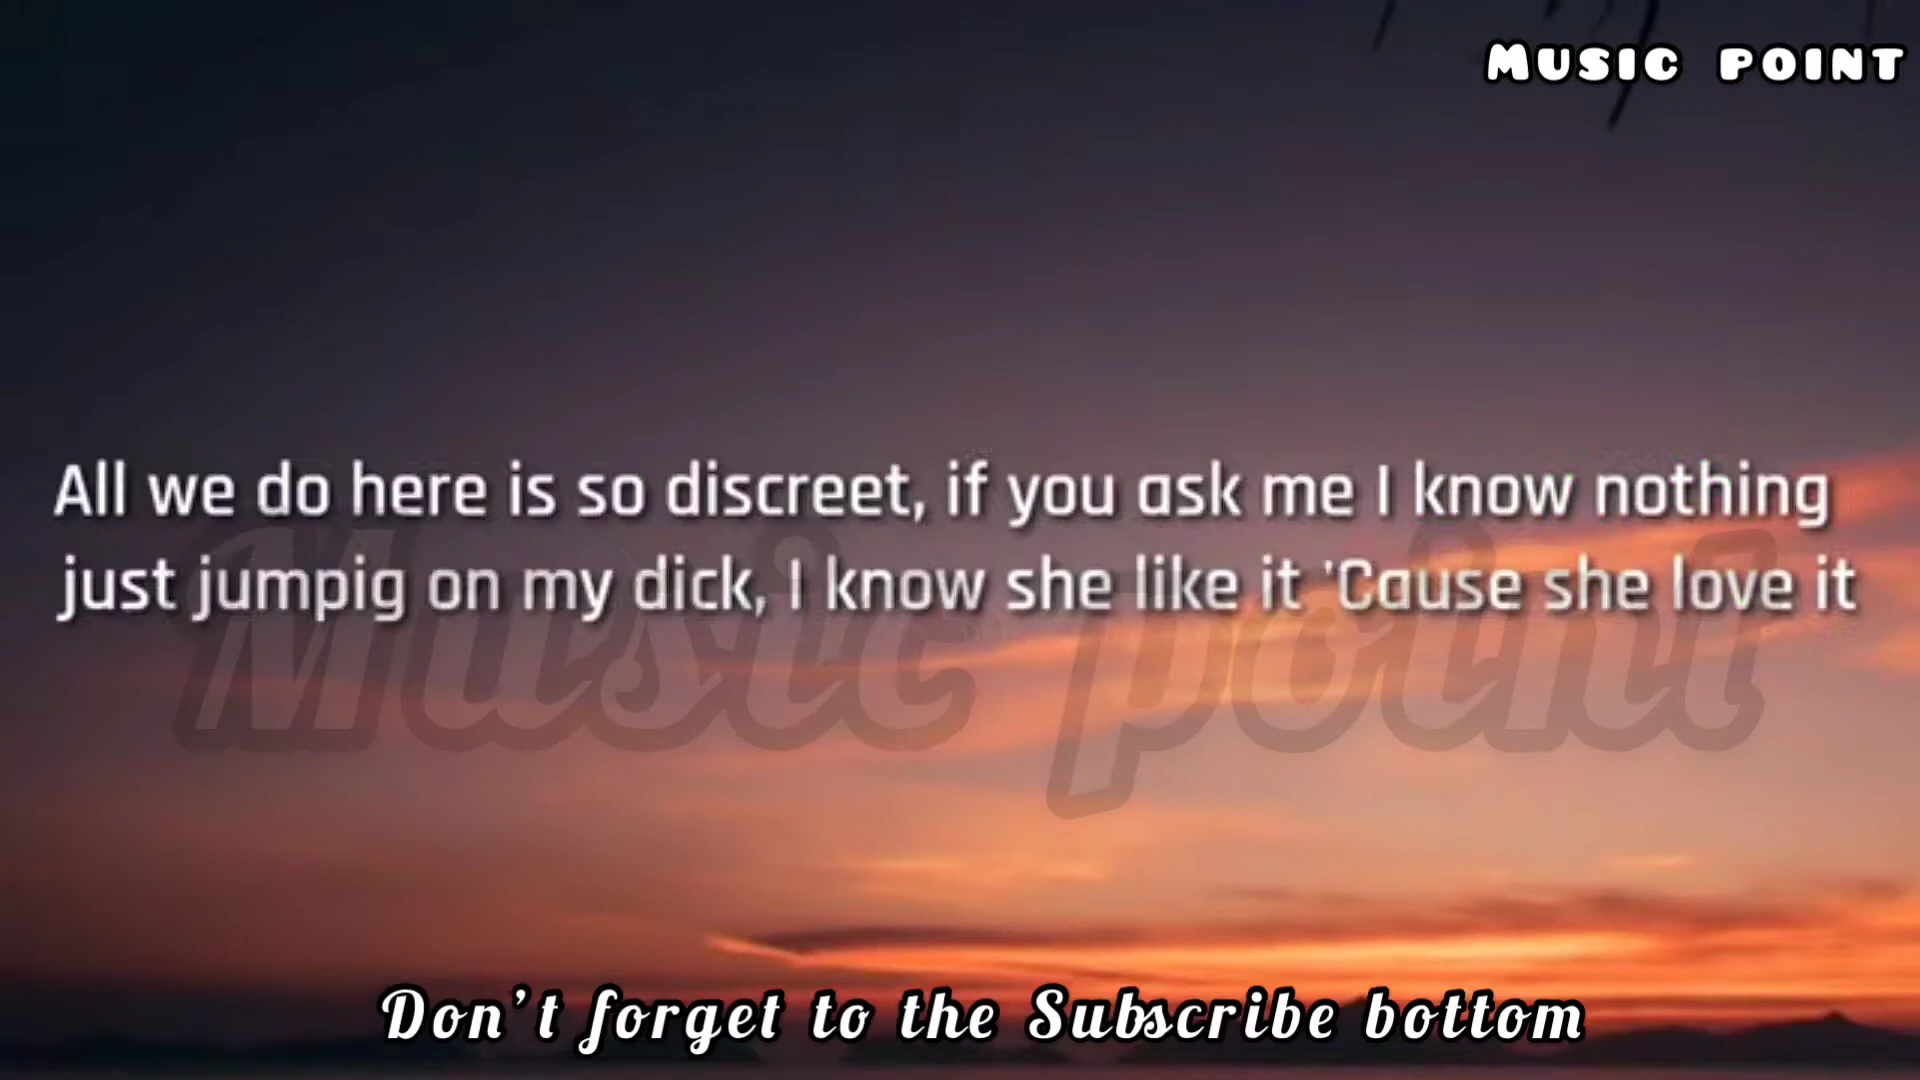 Music point
All we do here is so discreet, if you ask me I know nothing
just jumpig on my dick, I know she like it 'Cause she love it
Music point
Don't forget to the Subscribe bottom